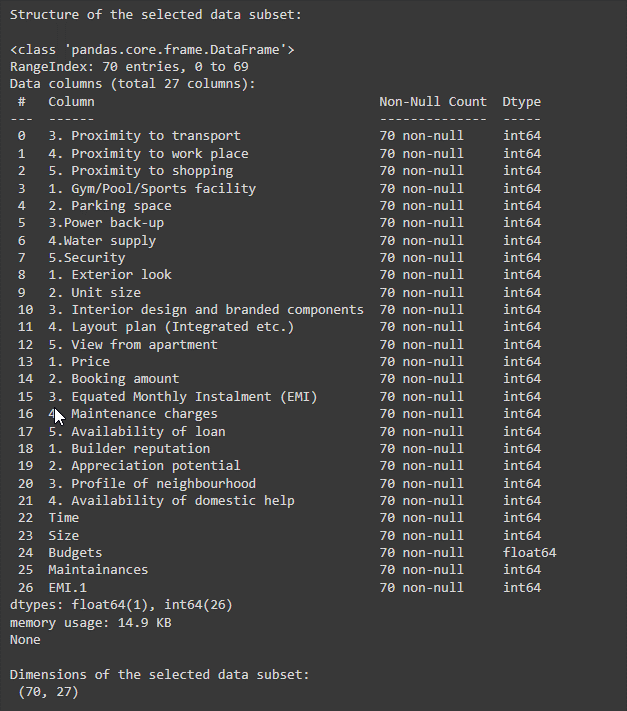 Structure of the selected data subset:
<class 'pandas.core.frame.DataFrame'>
RangeIndex: 70 entries, 0 to 69
Data columns (total 27 columns):
 #   Column                                    Non-Null Count  Dtype
---  ------                                    --------------  -----
 0   3. Proximity to transport                 70 non-null     int64
 1   4. Proximity to work place                70 non-null     int64
 2   5. Proximity to shopping                  70 non-null     int64
 3   1. Gym/Pool/Sports facility               70 non-null     int64
 4   2. Parking space                          70 non-null     int64
 5   3.Power back-up                           70 non-null     int64
 6   4.Water supply                            70 non-null     int64
 7   5.Security                                70 non-null     int64
 8   1. Exterior look                          70 non-null     int64
 9   2. Unit size                              70 non-null     int64
 10  3. Interior design and branded components  70 non-null     int64
 11  4. Layout plan (Integrated etc.)          70 non-null     int64
 12  5. View from apartment                    70 non-null     int64
 13  1. Price                                  70 non-null     int64
 14  2. Booking amount                         70 non-null     int64
 15  3. Equated Monthly Instalment (EMI)       70 non-null     int64
 16  4. Maintenance charges                    70 non-null     int64
 17  5. Availability of loan                   70 non-null     int64
 18  1. Builder reputation                     70 non-null     int64
 19  2. Appreciation potential                 70 non-null     int64
 20  3. Profile of neighbourhood               70 non-null     int64
 21  4. Availability of domestic help          70 non-null     int64
 22  Time                                      70 non-null     int64
 23  Size                                      70 non-null     int64
 24  Budgets                                   70 non-null     float64
 25  Maintainances                             70 non-null     int64
 26  EMI.1                                     70 non-null     int64
dtypes: float64(1), int64(26)
memory usage: 14.9 KB
None
Dimensions of the selected data subset:
 (70, 27)